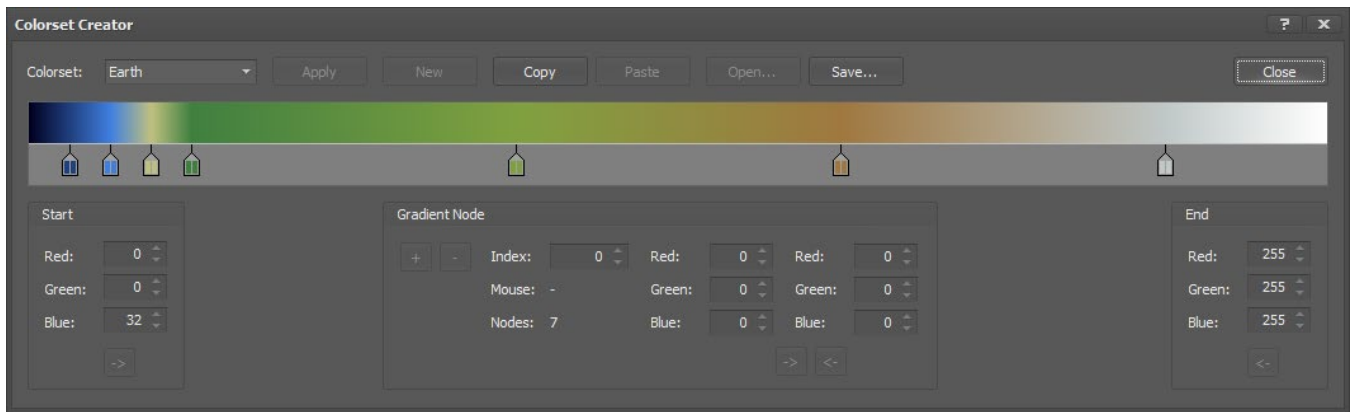 Colorset Creator ? x
Colorset: Earth Apply New Copy Paste Open... Save... Close
Start Gradient Node End
Red: 0 + - Index: 0 Red: 0 Red: 0 Red: 255
Green: 0 Mouse: - Green: 0 Green: 0 Green: 255
Blue: 32 Nodes: 7 Blue: 0 Blue: 0 Blue: 255
-> -> <- <-